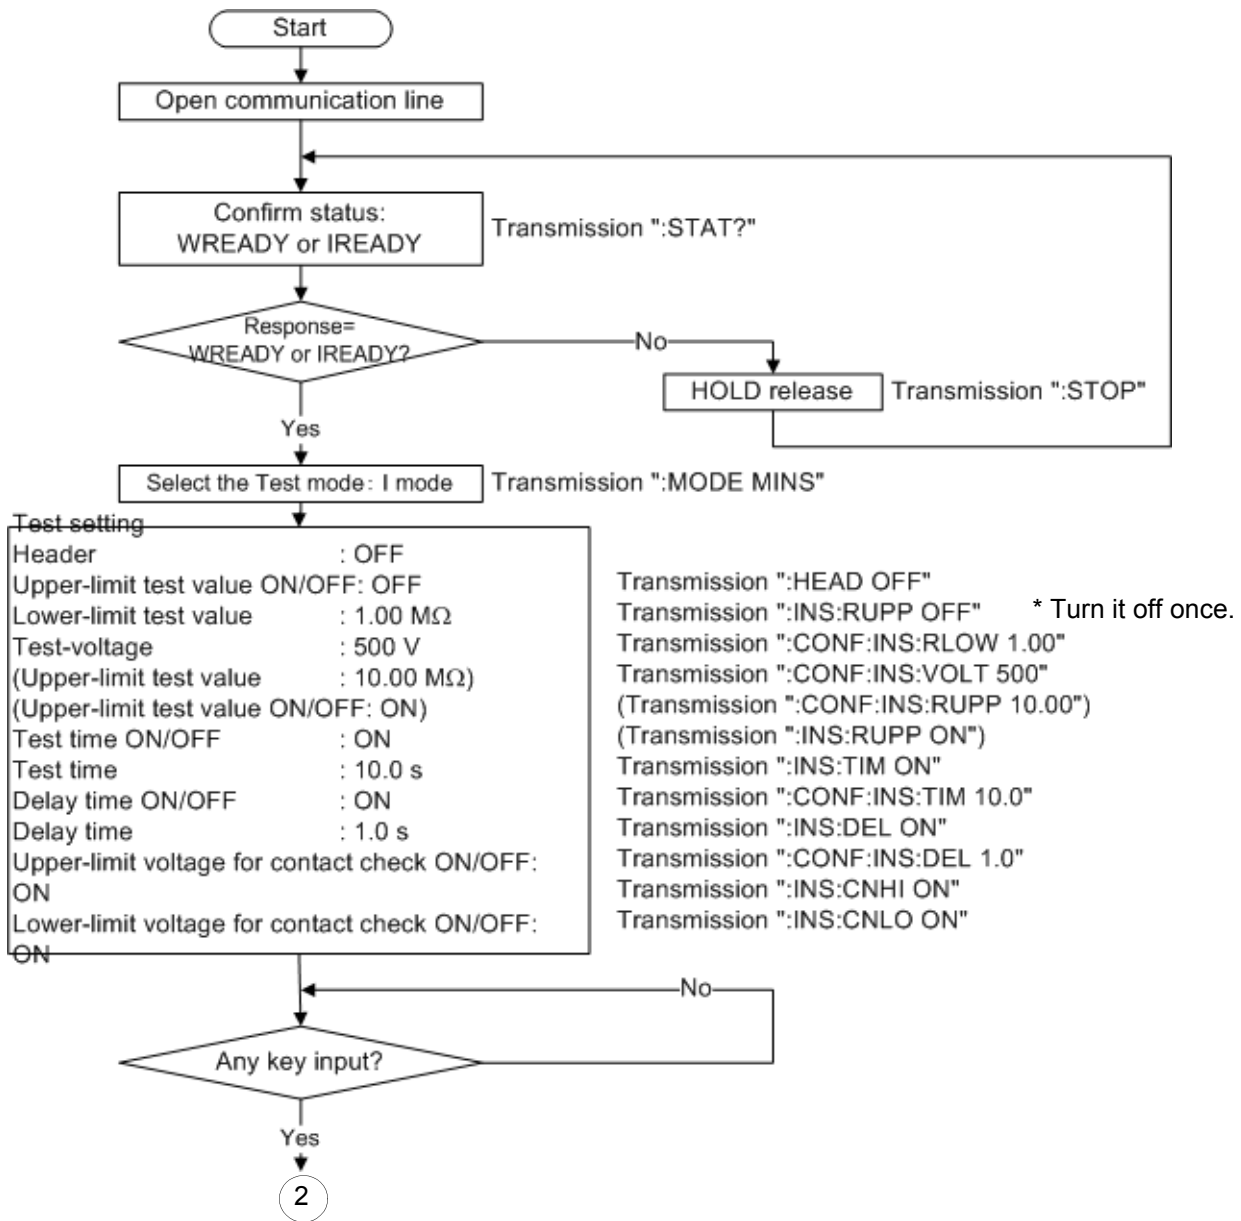 Start
Open communication line
Confirm status:
WREADY or IREADY
Transmission ":STAT?"
Response=
WREADY or IREADY?
No
HOLD release
Transmission ":STOP"
Yes
Select the Test mode: I mode
Transmission ":MODE MINS"
Test setting
Header : OFF
Upper-limit test value ON/OFF: OFF
Lower-limit test value : 1.00 MΩ
Test-voltage : 500 V
(Upper-limit test value : 10.00 MΩ)
(Upper-limit test value ON/OFF: ON)
Test time ON/OFF : ON
Test time : 10.0 s
Delay time ON/OFF : ON
Delay time : 1.0 s
Upper-limit voltage for contact check ON/OFF:
ON
Lower-limit voltage for contact check ON/OFF:
ON
Transmission ":HEAD OFF"
Transmission ":INS:RUPP OFF" * Turn it off once.
Transmission ":CONF:INS:RLOW 1.00"
Transmission ":CONF:INS:VOLT 500"
(Transmission ":CONF:INS:RUPP 10.00")
(Transmission ":INS:RUPP ON")
Transmission ":INS:TIM ON"
Transmission ":CONF:INS:TIM 10.0"
Transmission ":INS:DEL ON"
Transmission ":CONF:INS:DEL 1.0"
Transmission ":INS:CNHI ON"
Transmission ":INS:CNLO ON"
No
Any key input?
Yes
2